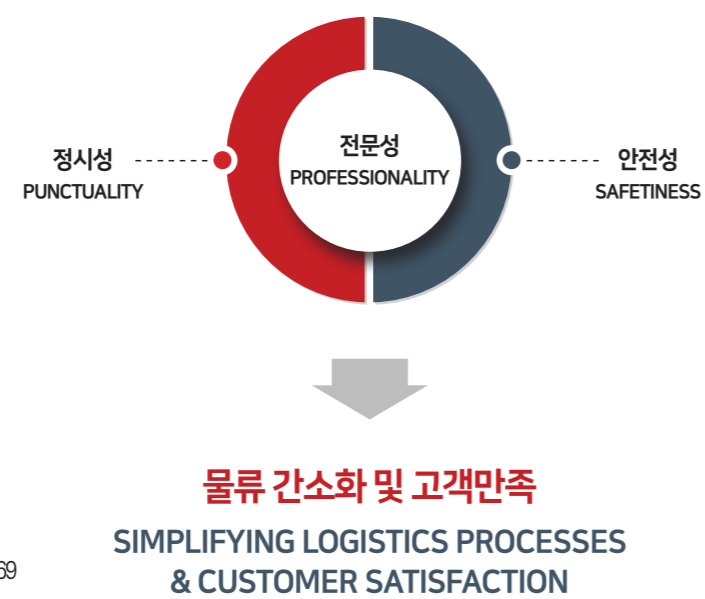 전문성
PROFESSIONALITY
정시성
PUNCTUALITY
안전성
SAFETINESS
물류 간소화 및 고객만족
SIMPLIFYING LOGISTICS PROCESSES
& CUSTOMER SATISFACTION
69